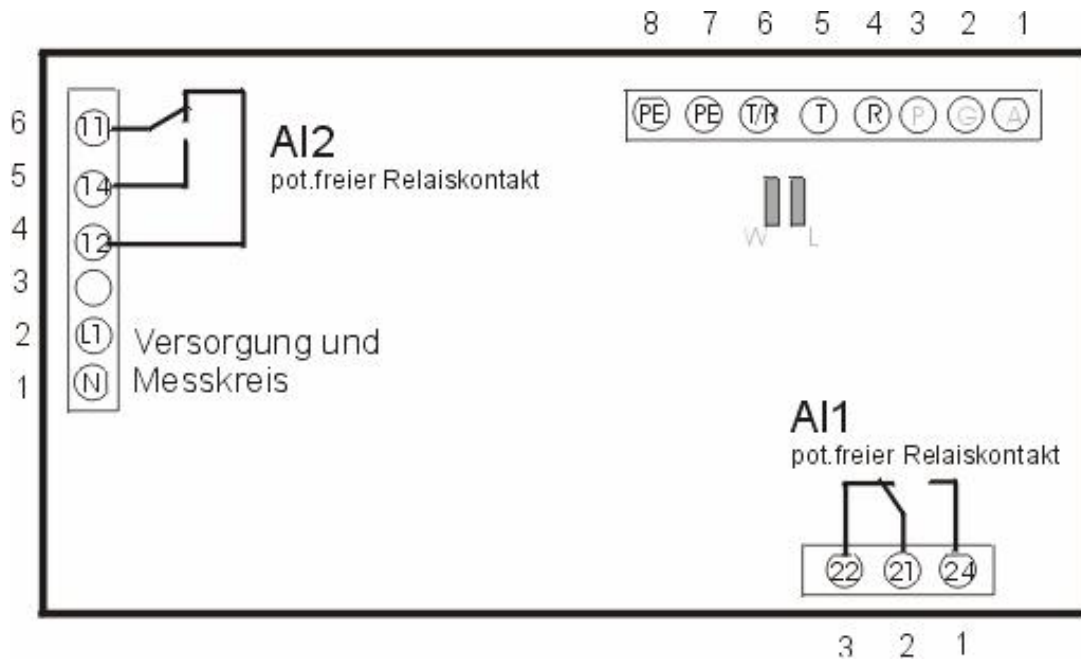 8 7 6 5 4 3 2 1
PE PE T/R T R P G A
W L
6 11
5 14
4 12
3
2 L1
1 N
AI2
pot.freier Relaiskontakt
Versorgung und
Messkreis
AI1
pot.freier Relaiskontakt
22 21 24
3 2 1